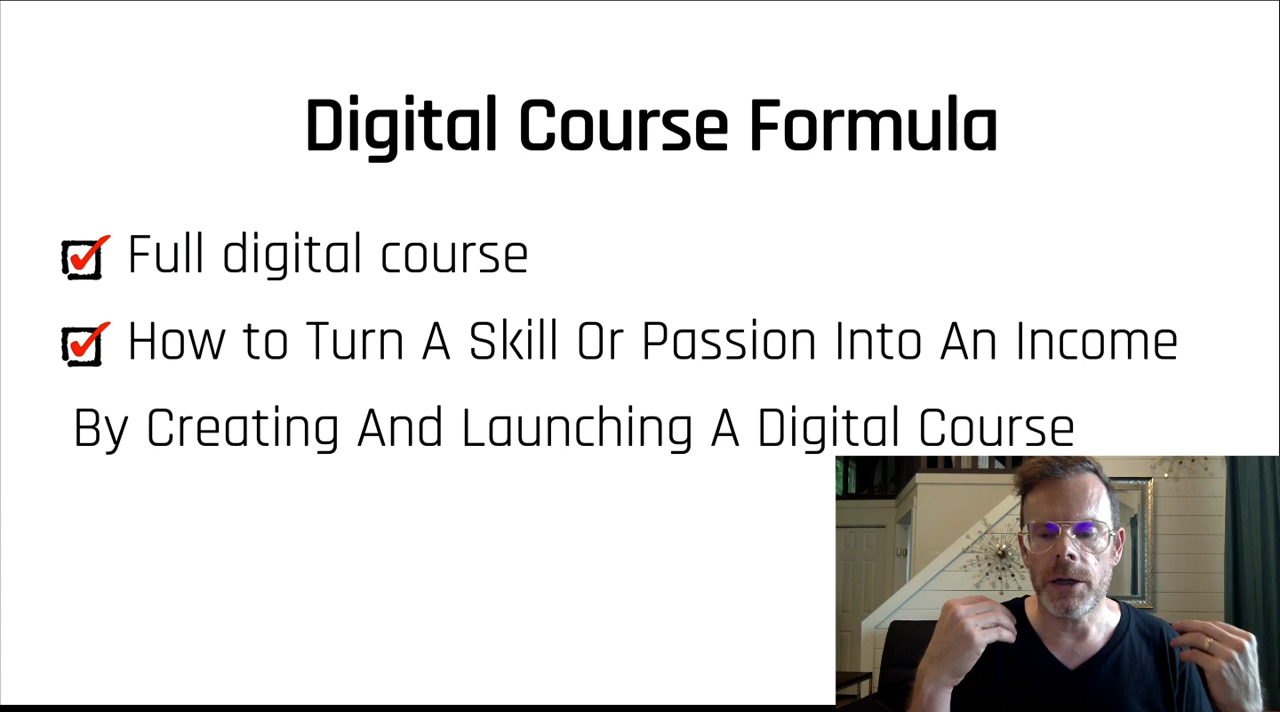 Digital Course Formula
Full digital course
How to Turn A Skill Or Passion Into An Income
By Creating And Launching A Digital Course